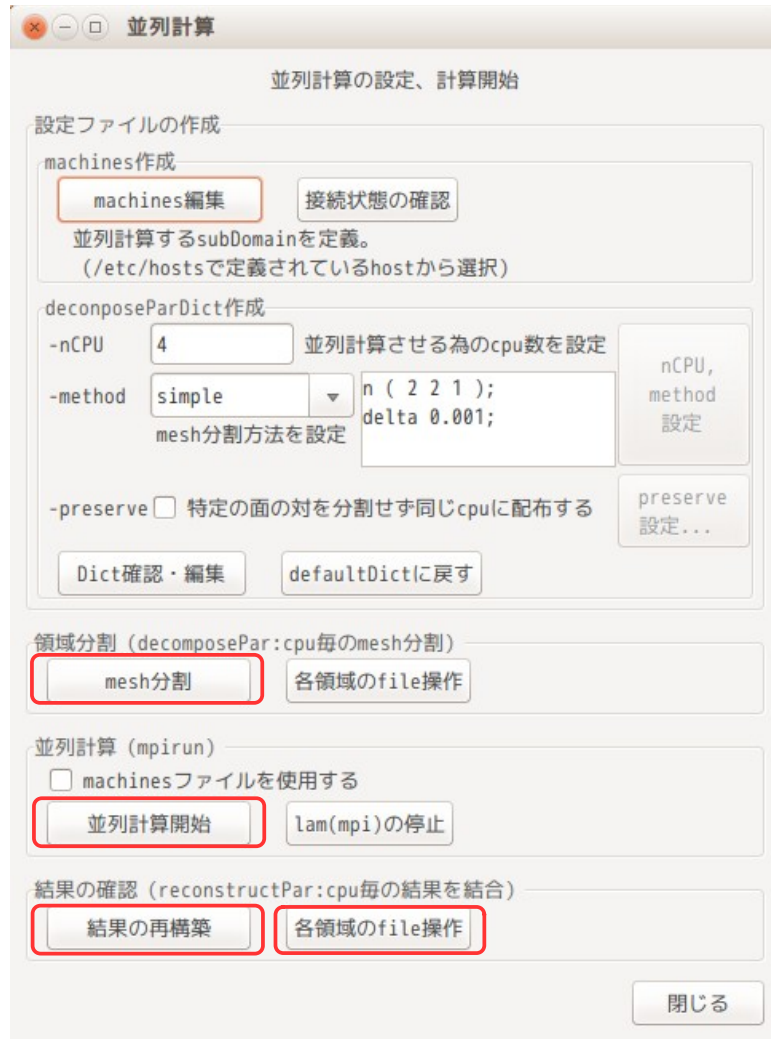 並列計算
並列計算の設定、計算開始
設定ファイルの作成
machines作成
machines編集 接続状態の確認
並列計算するsubDomainを定義。
(/etc/hostsで定義されているhostから選択)
deconposeParDict作成
-nCPU 4 並列計算させる為のcpu数を設定
-method simple
n ( 2 2 1 );
delta 0.001;
mesh分割方法を設定
nCPU,
method
設定
-preserve 特定の面の対を分割せず同じcpuに配布する
preserve
設定...
Dict確認・編集 defaultDictに戻す
領域分割 (decomposePar:cpu毎のmesh分割)
mesh分割 各領域のfile操作
並列計算 (mpirun)
machinesファイルを使用する
並列計算開始 lam(mpi)の停止
結果の確認 (reconstructPar:cpu毎の結果を結合)
結果の再構築 各領域のfile操作
閉じる